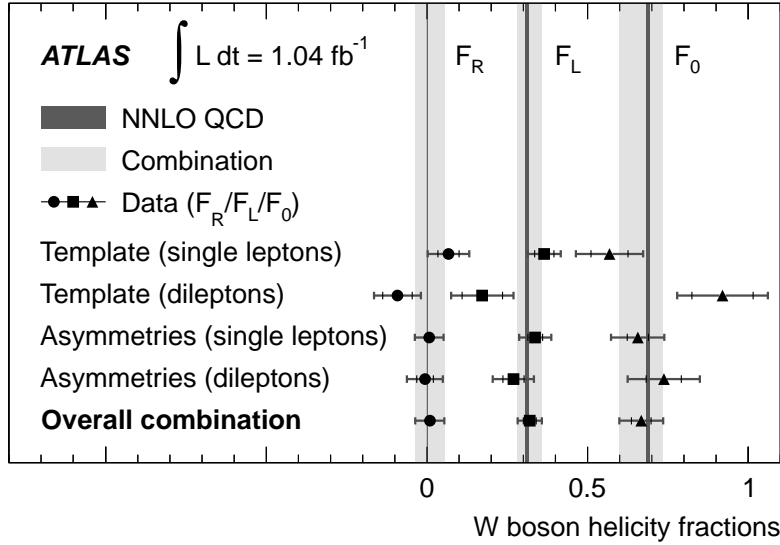 ATLAS ∫ L dt = 1.04 fb⁻¹ F_R F_L F_0
NNLO QCD
Combination
Data (F_R/F_L/F_0)
Template (single leptons)
Template (dileptons)
Asymmetries (single leptons)
Asymmetries (dileptons)
Overall combination
0 0.5 1
W boson helicity fractions